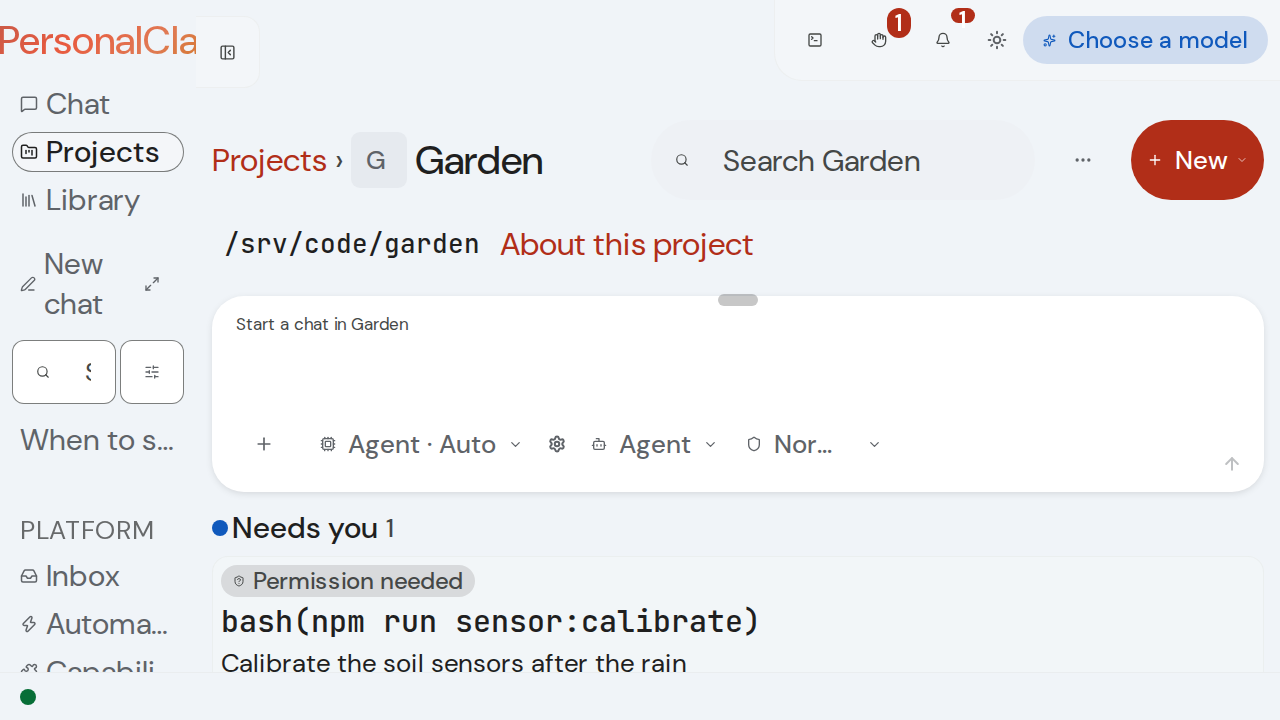 PersonalCla
1
1
Choose a model
Chat
Projects
Library
New chat
When to s...
PLATFORM
Inbox
Automa...
Capabili
Projects › G Garden
Search Garden
New
/srv/code/garden About this project
Start a chat in Garden
Agent · Auto
Agent
Nor...
Needs you 1
Permission needed
bash(npm run sensor:calibrate)
Calibrate the soil sensors after the rain